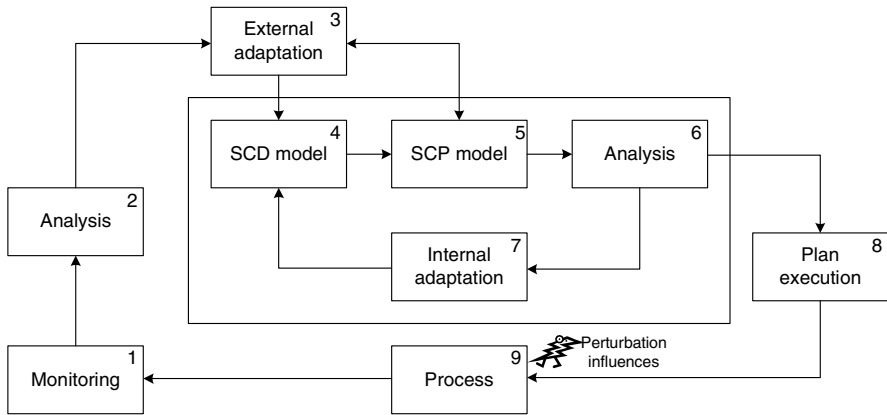 3
External
adaptation
4
SCD model
5
SCP model
6
Analysis
2
Analysis
7
Internal
adaptation
8
Plan
execution
1
Monitoring
9
Process
Perturbation
influences